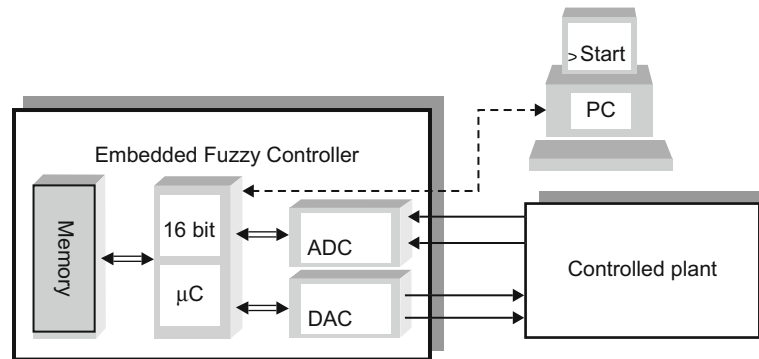 >Start
PC
Embedded Fuzzy Controller
Memory
16 bit
μC
ADC
DAC
Controlled plant